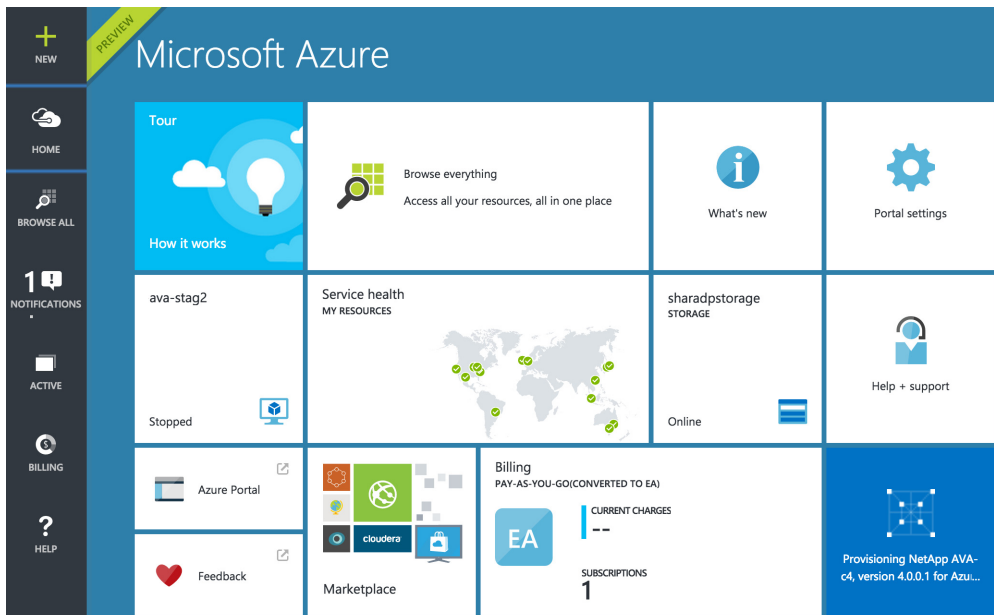 NEW
HOME
BROWSE ALL
1
NOTIFICATIONS
ACTIVE
BILLING
HELP
PREVIEW
Microsoft Azure
Tour
How it works
Browse everything
Access all your resources, all in one place
What's new
Portal settings
ava-stag2
Stopped
Service health
MY RESOURCES
sharadpstorage
STORAGE
Online
Help + support
Azure Portal
Feedback
cloudera
Marketplace
Billing
PAY-AS-YOU-GO(CONVERTED TO EA)
EA
CURRENT CHARGES
--
SUBSCRIPTIONS
1
Provisioning NetApp AVA-
c4, version 4.0.0.1 for Azu...